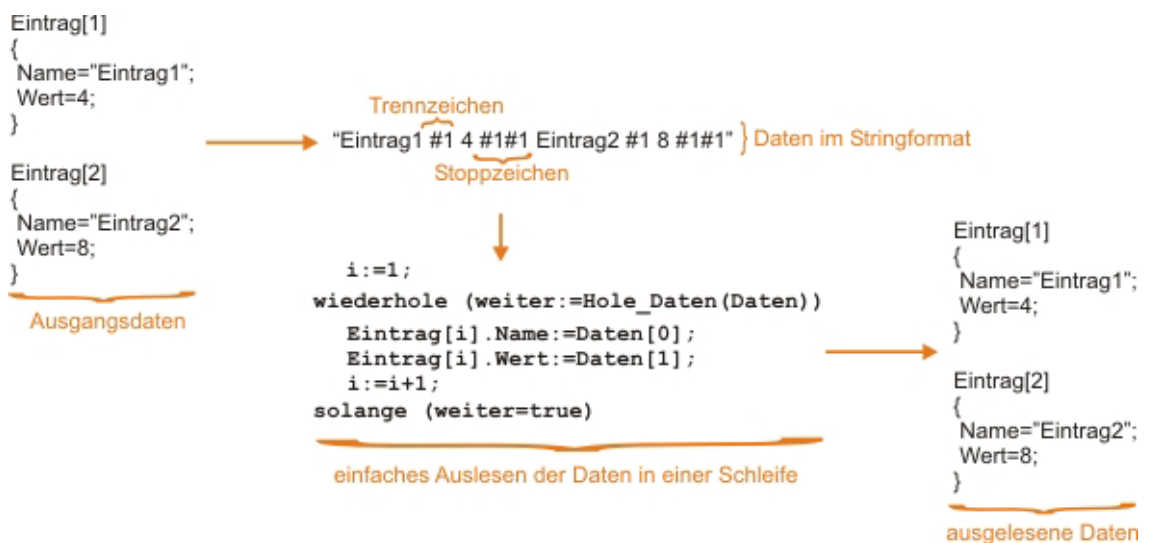 Eintrag[1]
{
Name="Eintrag1";
Wert=4;
}
Eintrag[2]
{
Name="Eintrag2";
Wert=8;
}
Ausgangsdaten
Trennzeichen
"Eintrag1 #1 4 #1#1 Eintrag2 #1 8 #1#1" } Daten im Stringformat
Stoppzeichen
i:=1;
wiederhole (weiter:=Hole_Daten(Daten))
Eintrag[i].Name:=Daten[0];
Eintrag[i].Wert:=Daten[1];
i:=i+1;
solange (weiter=true)
einfaches Auslesen der Daten in einer Schleife
Eintrag[1]
{
Name="Eintrag1";
Wert=4;
}
Eintrag[2]
{
Name="Eintrag2";
Wert=8;
}
ausgelesene Daten